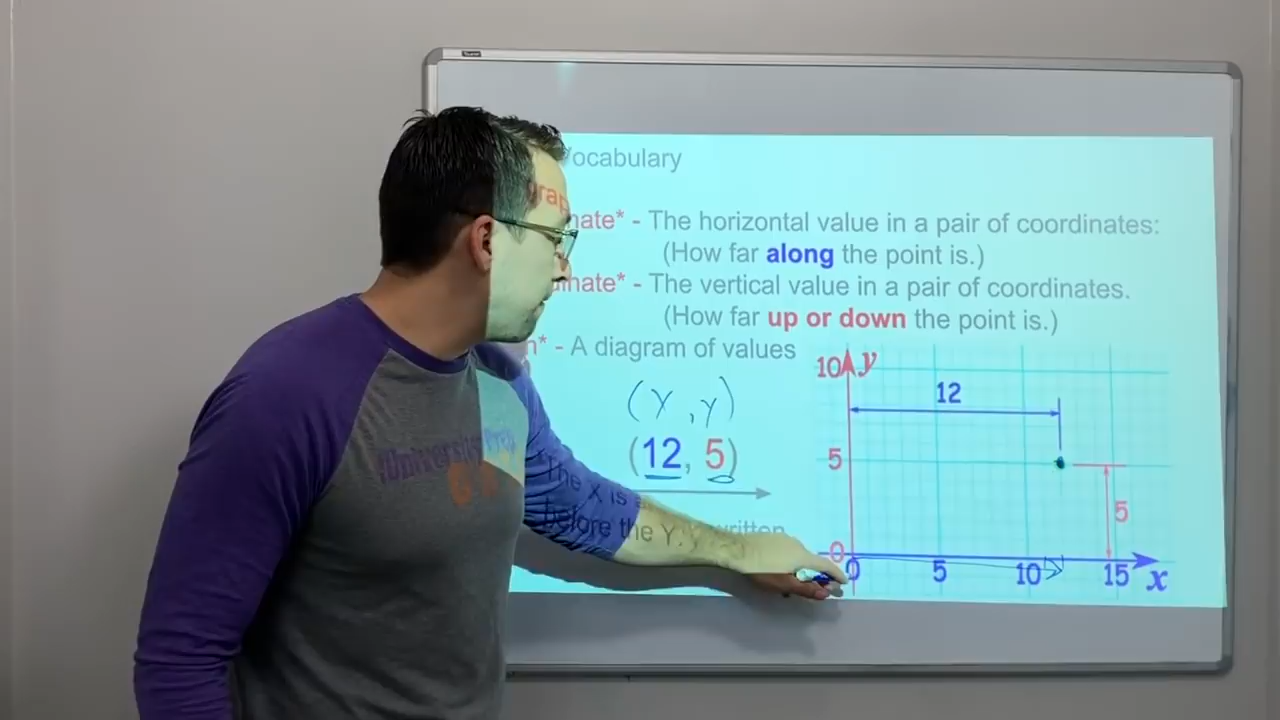 Vocabulary
nate* - The horizontal value in a pair of coordinates:
(How far along the point is.)
inate* - The vertical value in a pair of coordinates.
(How far up or down the point is.)
* - A diagram of values
10 y
12
( , y)
(12, 5)
5
5
The X is
before the Y. written
0
0 5 10 15 x